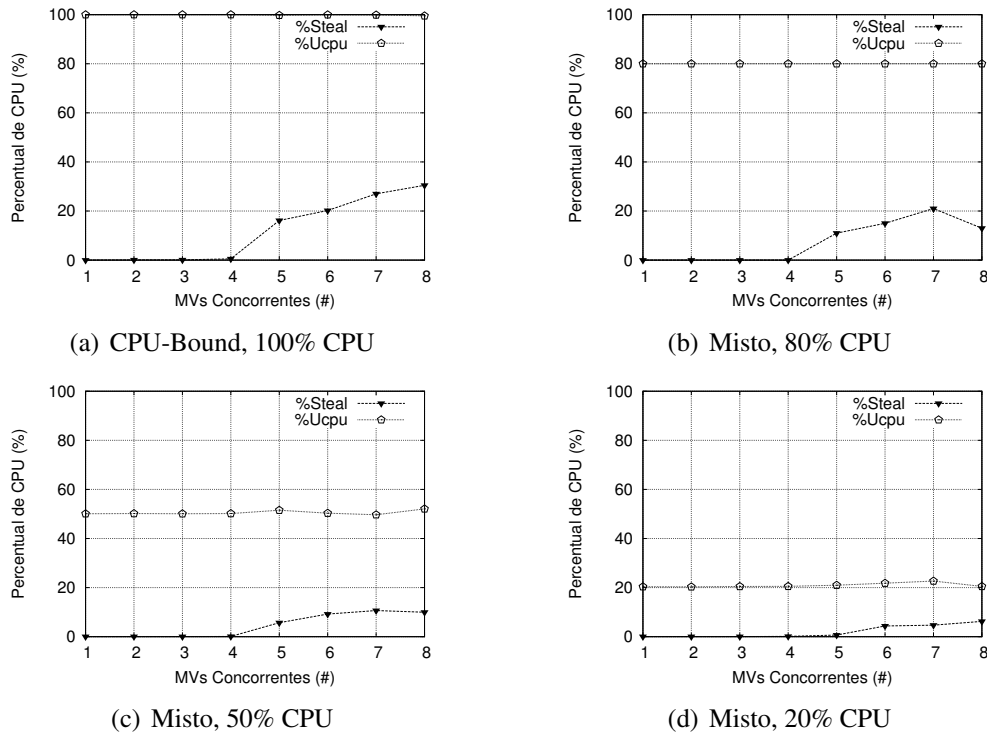 Percentual de CPU (%)
100
80
60
40
20
0
%Steal
%Ucpu
1 2 3 4 5 6 7 8
MVs Concorrentes (#)
(a) CPU-Bound, 100% CPU
Percentual de CPU (%)
100
80
60
40
20
0
%Steal
%Ucpu
1 2 3 4 5 6 7 8
MVs Concorrentes (#)
(b) Misto, 80% CPU
Percentual de CPU (%)
100
80
60
40
20
0
%Steal
%Ucpu
1 2 3 4 5 6 7 8
MVs Concorrentes (#)
(c) Misto, 50% CPU
Percentual de CPU (%)
100
80
60
40
20
0
%Steal
%Ucpu
1 2 3 4 5 6 7 8
MVs Concorrentes (#)
(d) Misto, 20% CPU